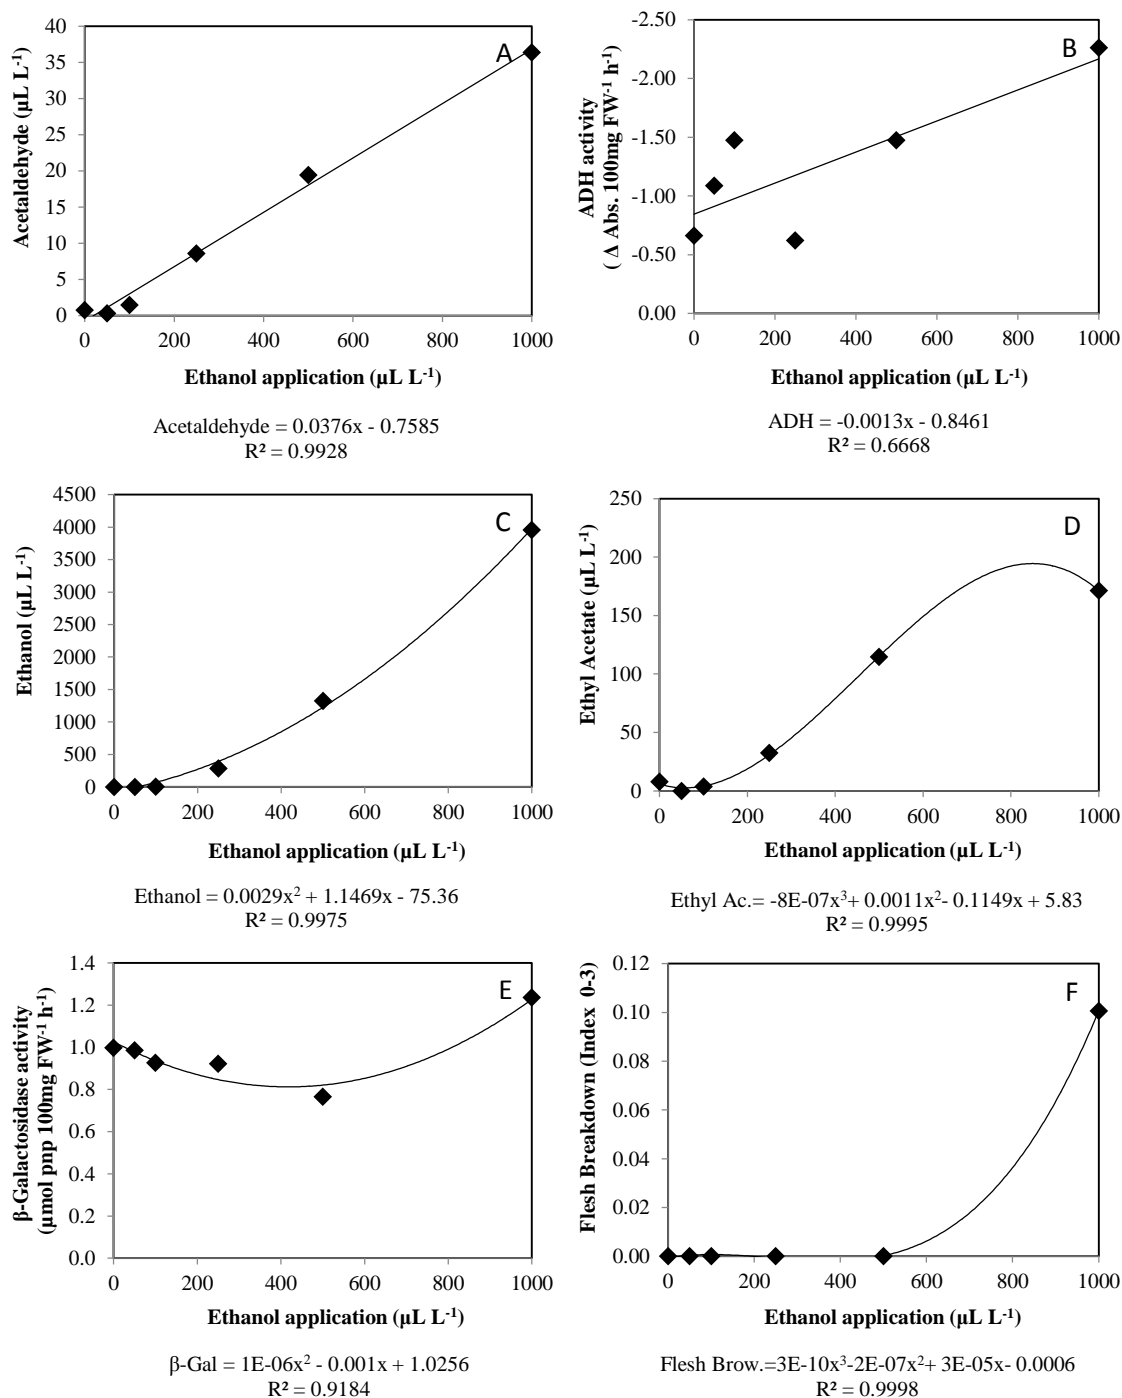 A
Acetaldehyde (µL L-1)
40
35
30
25
20
15
10
5
0
0 200 400 600 800 1000
Ethanol application (µL L-1)
Acetaldehyde = 0.0376x - 0.7585
R² = 0.9928
B
ADH activity
( Δ Abs. 100mg FW-1 h-1)
-2.50
-2.00
-1.50
-1.00
-0.50
0.00
0 200 400 600 800 1000
Ethanol application (µL L-1)
ADH = -0.0013x - 0.8461
R² = 0.6668
C
Ethanol (µL L-1)
4500
4000
3500
3000
2500
2000
1500
1000
500
0
0 200 400 600 800 1000
Ethanol application (µL L-1)
Ethanol = 0.0029x² + 1.1469x - 75.36
R² = 0.9975
D
Ethyl Acetate (µL L-1)
250
200
150
100
50
0
0 200 400 600 800 1000
Ethanol application (µL L-1)
Ethyl Ac.= -8E-07x³+ 0.0011x²- 0.1149x + 5.83
R² = 0.9995
E
β-Galactosidase activity
(µmol pnp 100mg FW-1 h-1)
1.4
1.2
1.0
0.8
0.6
0.4
0.2
0.0
0 200 400 600 800 1000
Ethanol application (µL L-1)
β-Gal = 1E-06x² - 0.001x + 1.0256
R² = 0.9184
F
Flesh Breakdown (Index 0-3)
0.12
0.10
0.08
0.06
0.04
0.02
0.00
0 200 400 600 800 1000
Ethanol application (µL L-1)
Flesh Brow.=3E-10x³-2E-07x²+ 3E-05x- 0.0006
R² = 0.9998